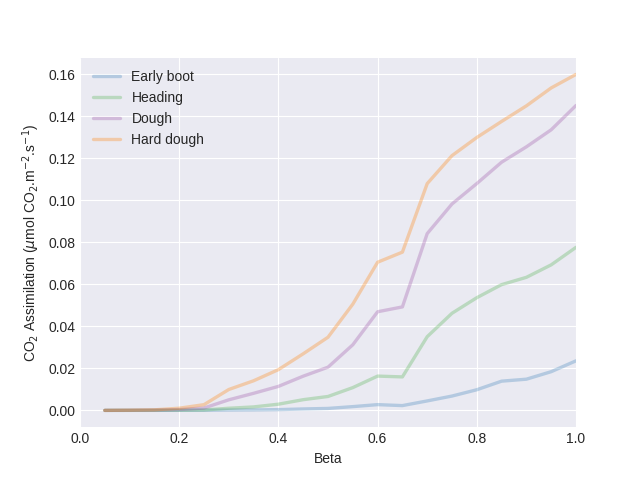 Early boot
Heading
Dough
Hard dough
0.16
0.14
0.12
0.10
0.08
0.06
0.04
0.02
0.00
CO₂ Assimilation (μmol CO₂.m⁻².s⁻¹)
0.0 0.2 0.4 0.6 0.8 1.0
Beta